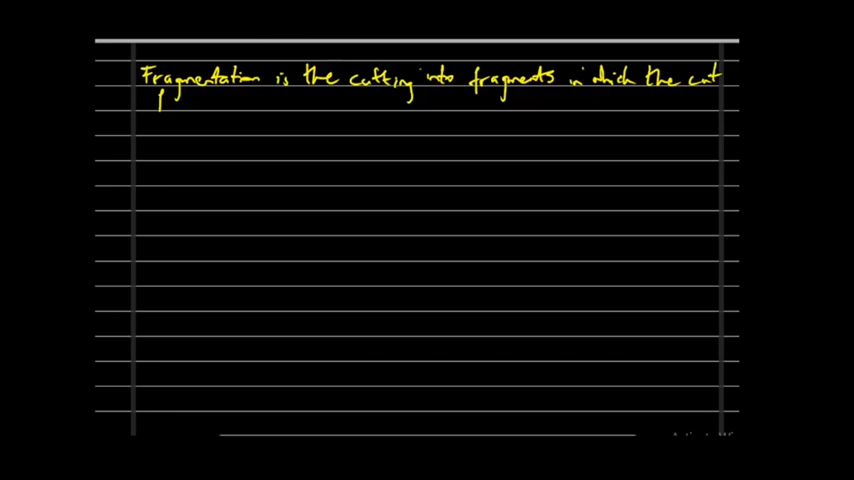 Fragmentation is the cutting into fragments in which the cut